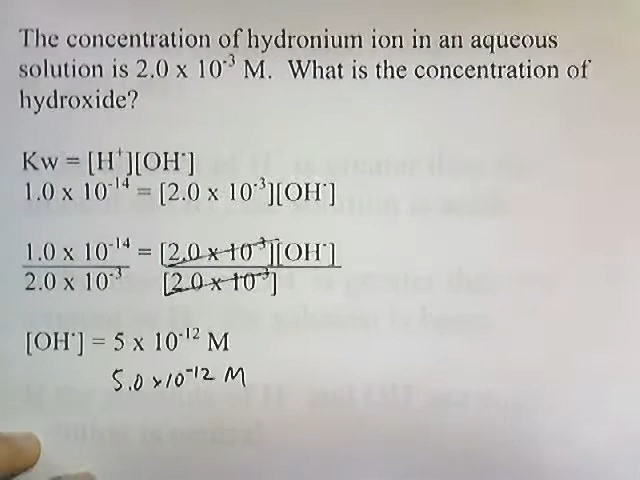 The concentration of hydronium ion in an aqueous
solution is 2.0 x 10⁻³ M. What is the concentration of
hydroxide?
Kw = [H⁺][OH⁻]
1.0 x 10⁻¹⁴ = [2.0 x 10⁻³][OH⁻]
1.0 x 10⁻¹⁴ = [2.0 x 10⁻³][OH⁻]
2.0 x 10⁻³ [2.0 x 10⁻³]
[OH⁻] = 5 x 10⁻¹² M
5.0 x 10⁻¹² M